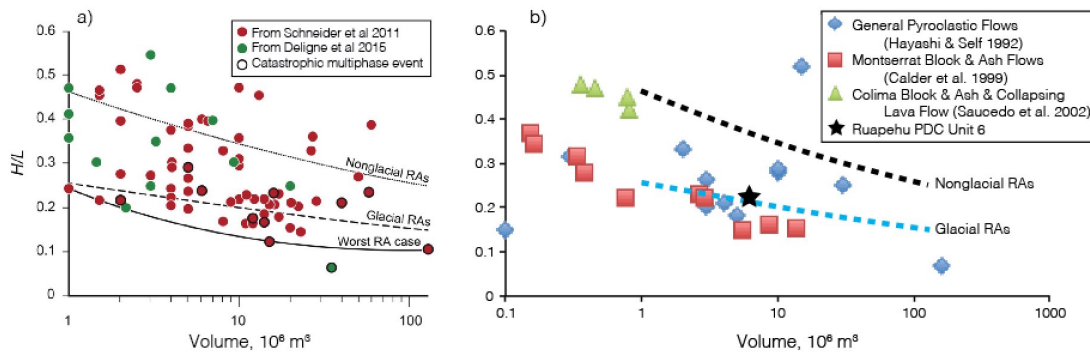 a)
From Schneider et al 2011
From Deligne et al 2015
Catastrophic multiphase event
0.6
0.5
0.4
0.3
0.2
0.1
0
H/L
Nonglacial RAs
Glacial RAs
Worst RA case
1
10
100
Volume, 10⁶ m³
b)
General Pyroclastic Flows
(Hayashi & Self 1992)
Montserrat Block & Ash Flows
(Calder et al. 1999)
Colima Block & Ash & Collapsing
Lava Flow (Saucedo et al. 2002)
Ruapehu PDC Unit 6
0.6
0.5
0.4
0.3
0.2
0.1
0
Nonglacial RAs
Glacial RAs
0.1
1
10
100
1000
Volume, 10⁶ m³